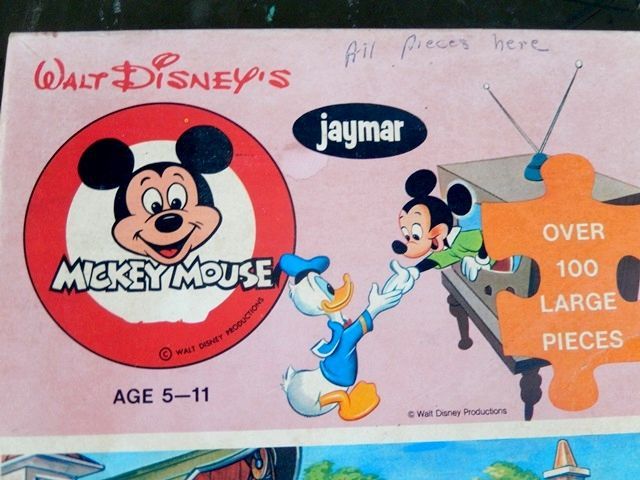 All pieces here
WALT DISNEY'S
jaymar
MICKEY MOUSE
© WALT DISNEY PRODUCTIONS
OVER
100
LARGE
PIECES
AGE 5—11
© Walt Disney Productions